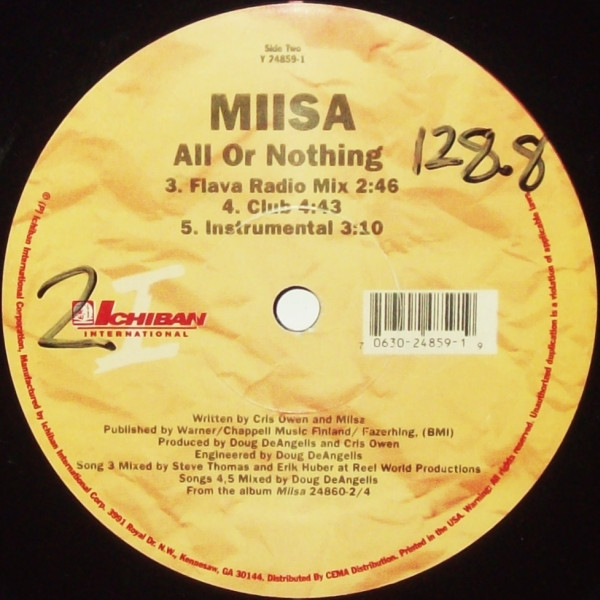 Side Two
Y 24859-1
MIISA
All Or Nothing
128.8
3. Flava Radio Mix 2:46
4. Club 4:43
5. Instrumental 3:10
2
I
ICHIBAN
INTERNATIONAL
7 0630-24859-1 9
Written by Cris Owen and Miisa
Published by Warner/Chappell Music Finland/ Fazerhing, (BMI)
Produced by Doug DeAngelis and Cris Owen
Engineered by Doug DeAngelis
Song 3 Mixed by Steve Thomas and Erik Huber at Reel World Productions
Songs 4,5 Mixed by Doug DeAngelis
From the album Miisa 24860-2/4
© (P) Ichiban International Corporation, Manufactured by Ichiban International Corp. 3991 Royal Dr. N.W., Kennesaw, GA 30144. Distributed By CEMA Distribution. Printed in the USA. Warning: All rights reserved. Unauthorized duplication is a violation of applicable laws.